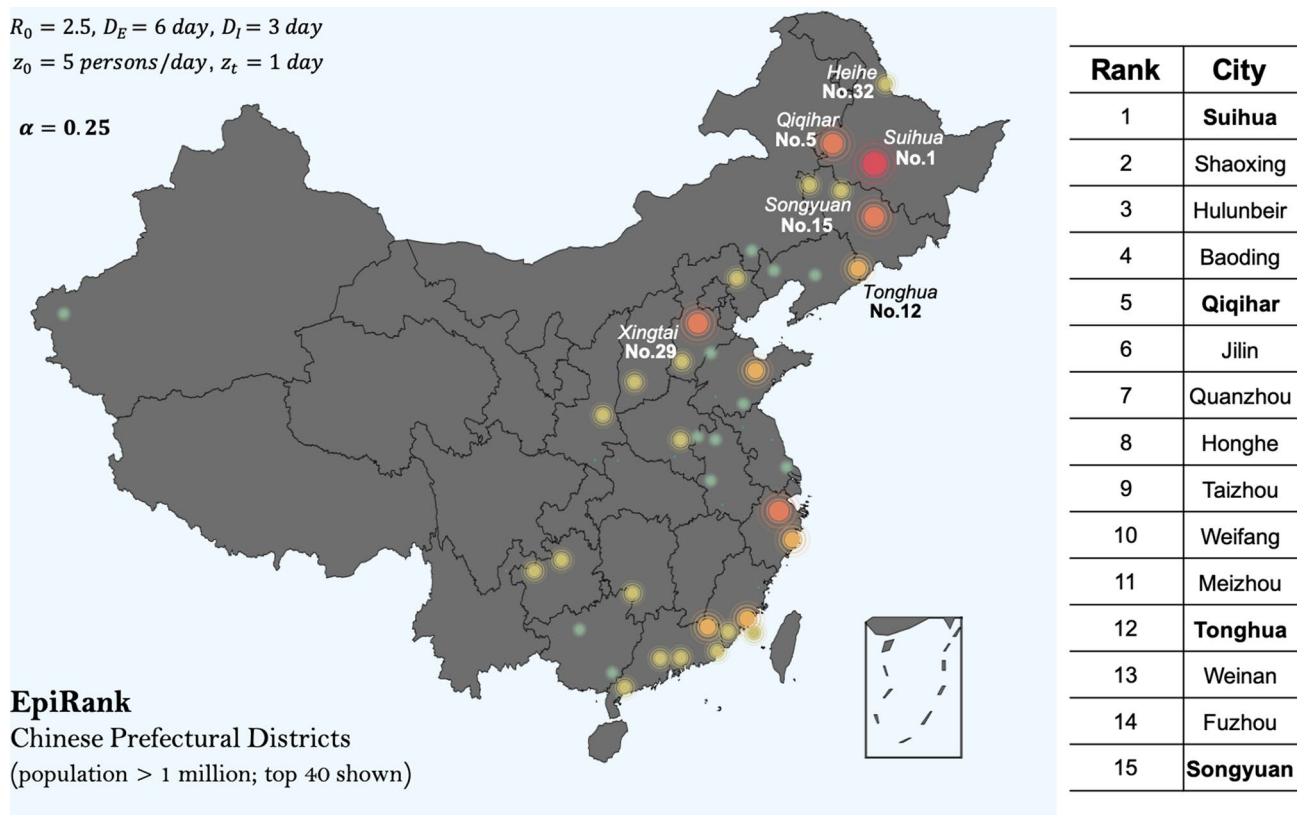 R₀ = 2.5, D_E = 6 day, D_I = 3 day
z₀ = 5 persons/day, z_t = 1 day
α = 0.25
Heihe
No.32
Qiqihar
No.5
Suihua
No.1
Songyuan
No.15
Tonghua
No.12
Xingtai
No.29
EpiRank
Chinese Prefectural Districts
(population > 1 million; top 40 shown)
Rank City
1 Suihua
2 Shaoxing
3 Hulunbeir
4 Baoding
5 Qiqihar
6 Jilin
7 Quanzhou
8 Honghe
9 Taizhou
10 Weifang
11 Meizhou
12 Tonghua
13 Weinan
14 Fuzhou
15 Songyuan